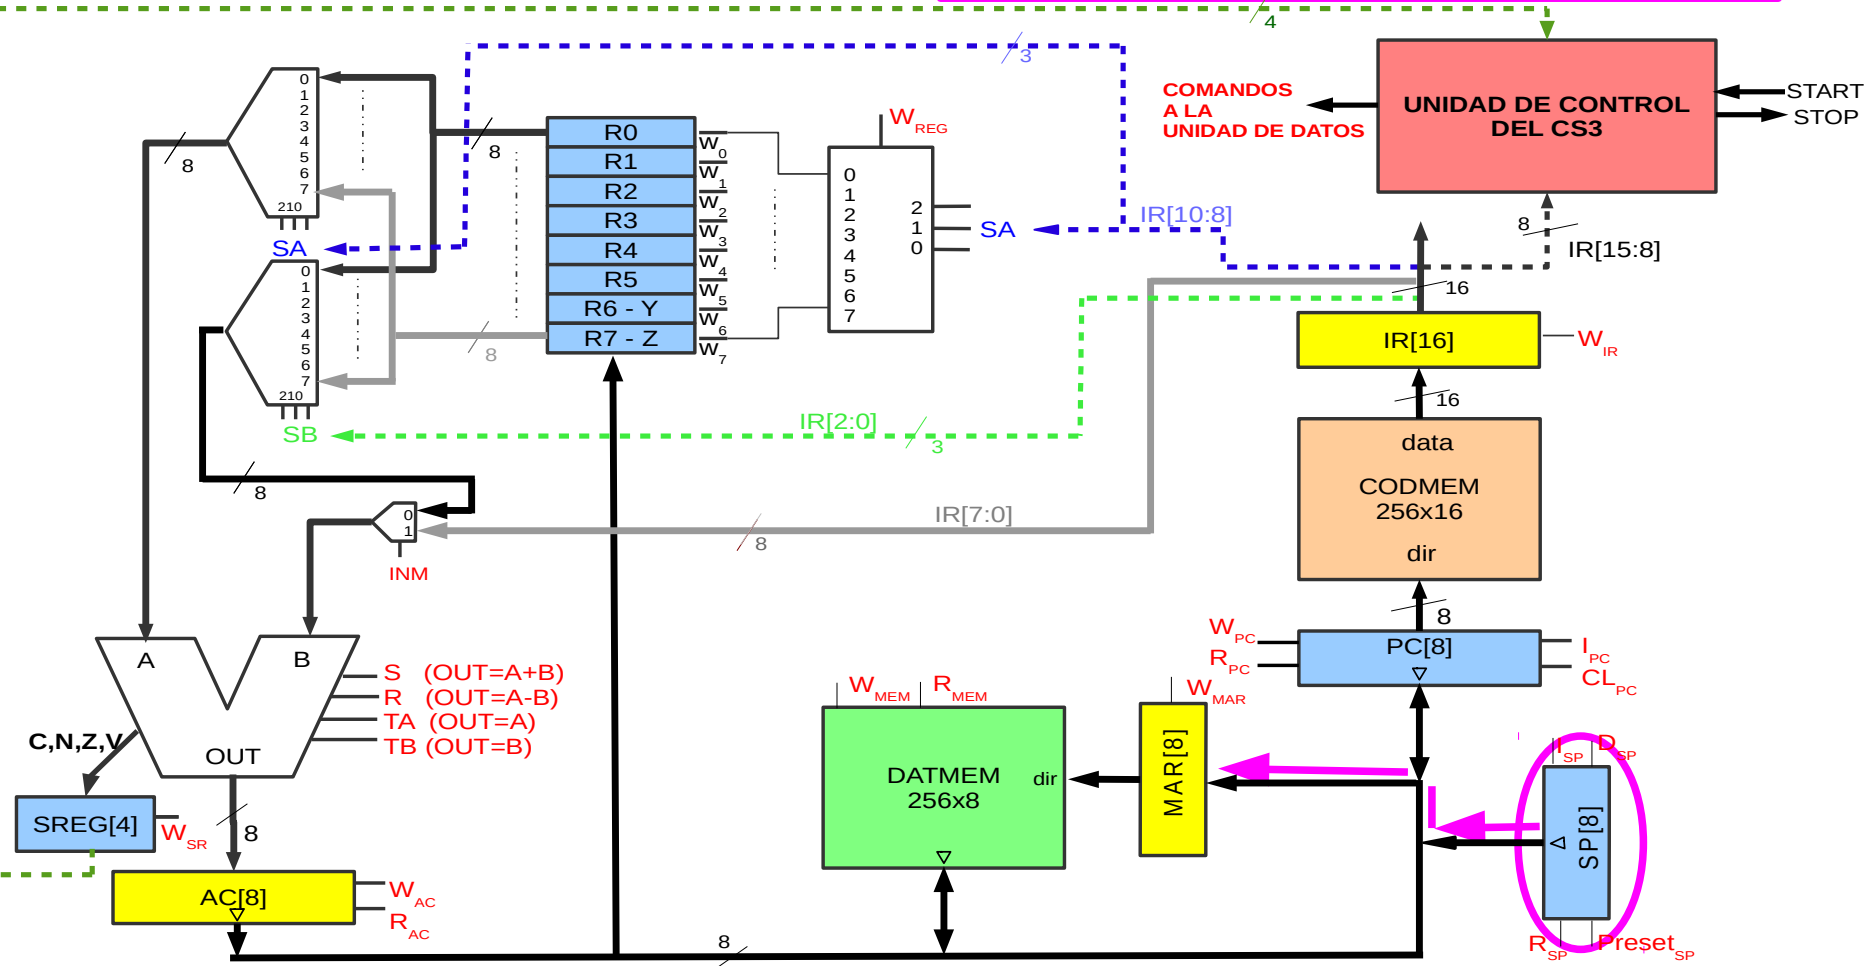 4
3
COMANDOS
A LA
UNIDAD DE DATOS
UNIDAD DE CONTROL
DEL CS3
START
STOP
0
1
2
3
4
5
6
7
210
8
SA
8
R0
R1
R2
R3
R4
R5
R6 - Y
R7 - Z
W0
W1
W2
W3
W4
W5
W6
W7
WREG
0
1
2
3
4
5
6
7
2
1
0
SA
IR[10:8]
8
IR[15:8]
0
1
2
3
4
5
6
7
210
SB
8
16
IR[16]
WIR
16
IR[2:0]
3
data
CODMEM
256x16
dir
8
0
1
INM
IR[7:0]
8
8
WPC
RPC
PC[8]
IPC
CLPC
A
B
S (OUT=A+B)
R (OUT=A-B)
TA (OUT=A)
TB (OUT=B)
OUT
C,N,Z,V
SREG[4]
WSR
8
AC[8]
WAC
RAC
WMEM
RMEM
DATMEM
256x8
dir
WMAR
MAR[8]
ISP
DSP
SP[8]
RSP
PresetSP
8